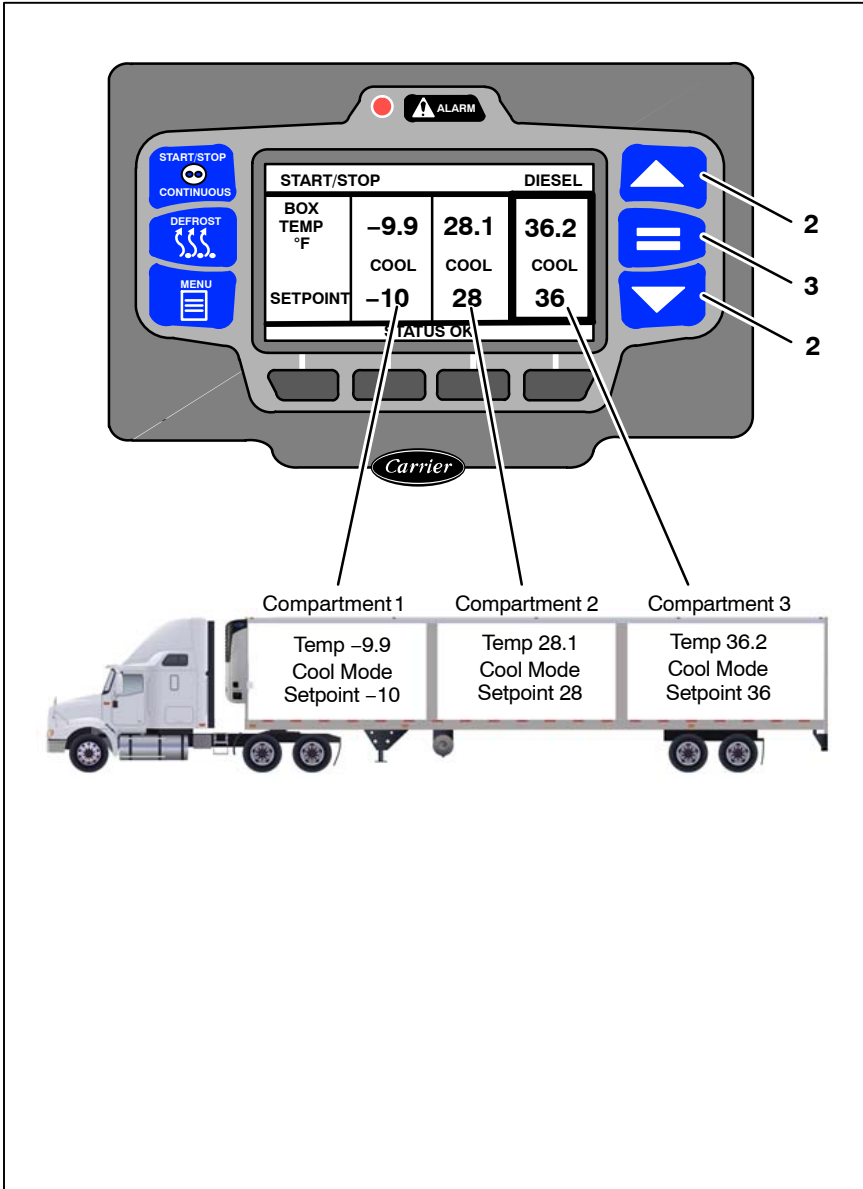 ALARM
START/STOP
CONTINUOUS
DEFROST
MENU
START/STOP DIESEL
BOX
TEMP
°F
−9.9 28.1 36.2
COOL COOL COOL
SETPOINT −10 28 36
STATUS OK
2
3
2
Carrier
Compartment 1 Compartment 2 Compartment 3
Temp −9.9 Temp 28.1 Temp 36.2
Cool Mode Cool Mode Cool Mode
Setpoint −10 Setpoint 28 Setpoint 36